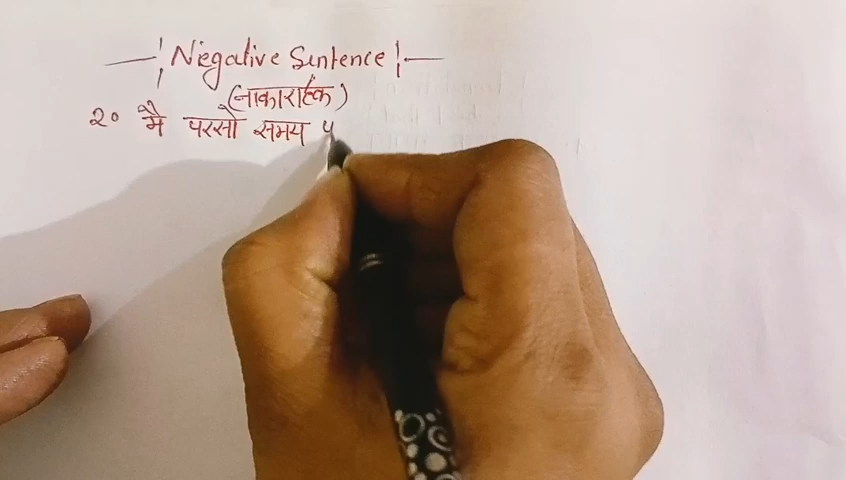 Negative Sentence
(नाकारात्मक)
२० मै परसो समय प